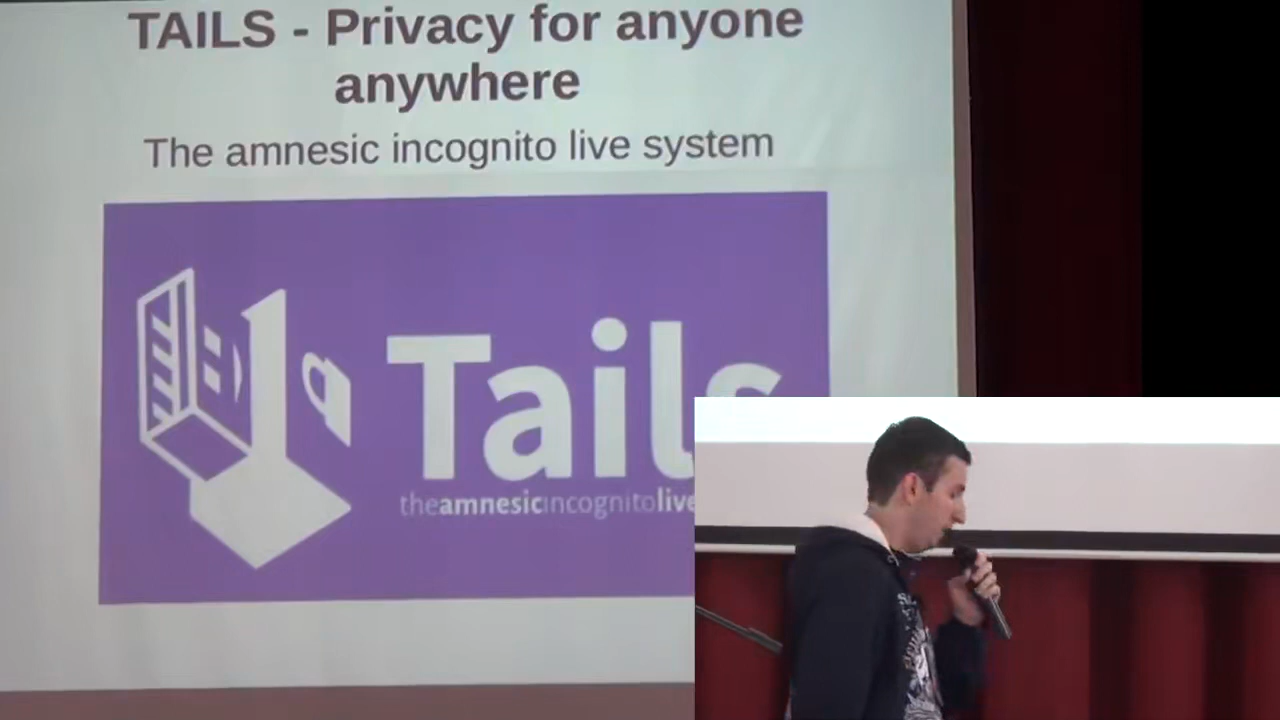 TAILS - Privacy for anyone
anywhere
The amnesic incognito live system
Tails
theamnesicincognitolive